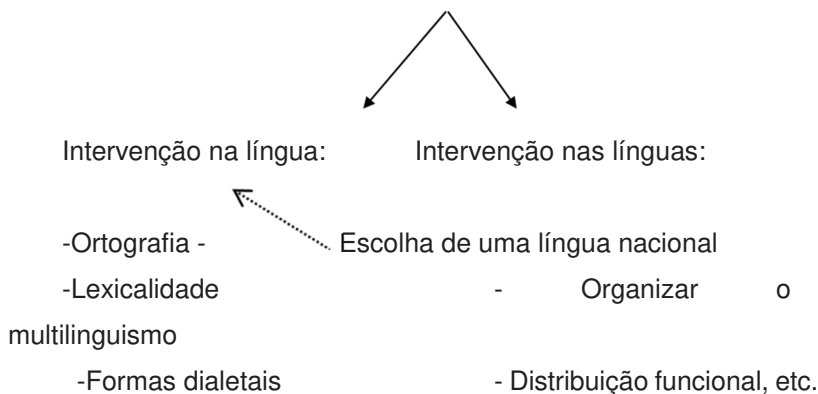 Intervenção na língua: Intervenção nas línguas:
-Ortografia - Escolha de uma língua nacional
-Lexicalidade - Organizar o
multilinguismo
-Formas dialetais - Distribuição funcional, etc.